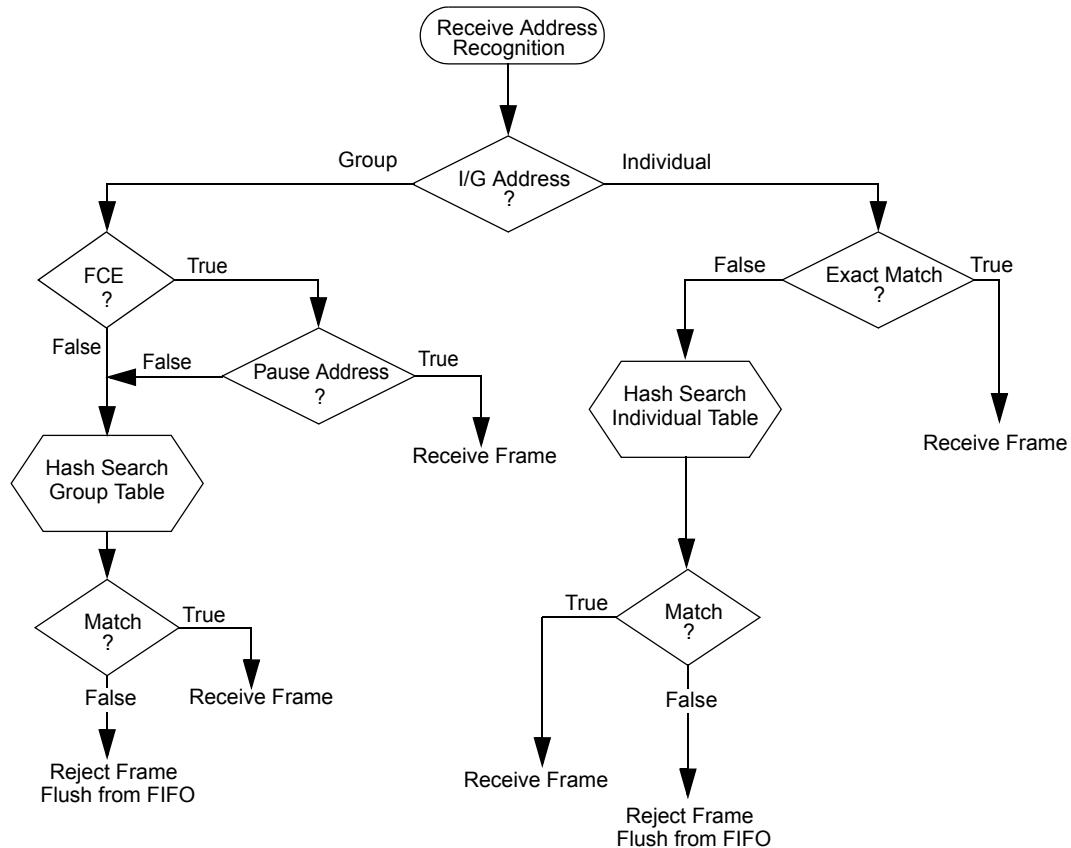 Receive Address
Recognition
Group
I/G Address
?
Individual
FCE
?
True
False
False
Pause Address
?
True
Receive Frame
Hash Search
Group Table
Match
?
True
False
Receive Frame
Reject Frame
Flush from FIFO
False
Exact Match
?
True
Hash Search
Individual Table
Receive Frame
True
Match
?
False
Receive Frame
Reject Frame
Flush from FIFO